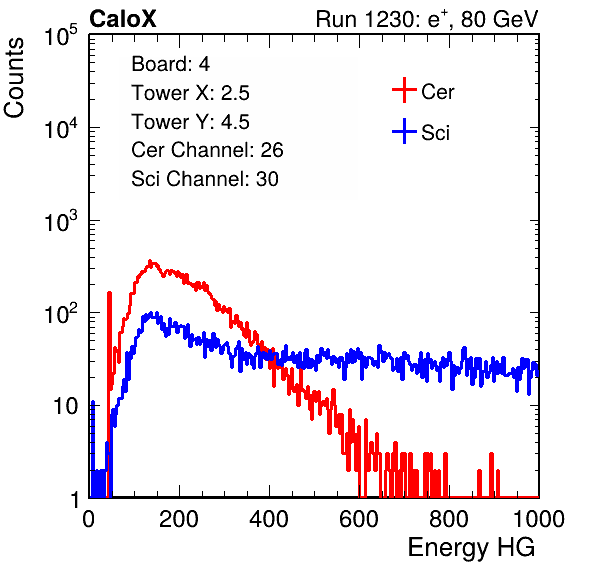 CaloX Run 1230: e⁺, 80 GeV
Counts
10⁵
10⁴
10³
10²
10
1
Board: 4
Tower X: 2.5
Tower Y: 4.5
Cer Channel: 26
Sci Channel: 30
Cer
Sci
0 200 400 600 800 1000
Energy HG